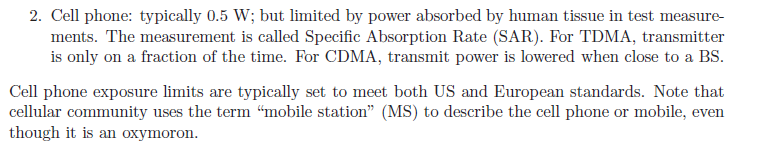 2. Cell phone: typically 0.5 W; but limited by power absorbed by human tissue in test measure-
ments. The measurement is called Specific Absorption Rate (SAR). For TDMA, transmitter
is only on a fraction of the time. For CDMA, transmit power is lowered when close to a BS.
Cell phone exposure limits are typically set to meet both US and European standards. Note that
cellular community uses the term “mobile station” (MS) to describe the cell phone or mobile, even
though it is an oxymoron.